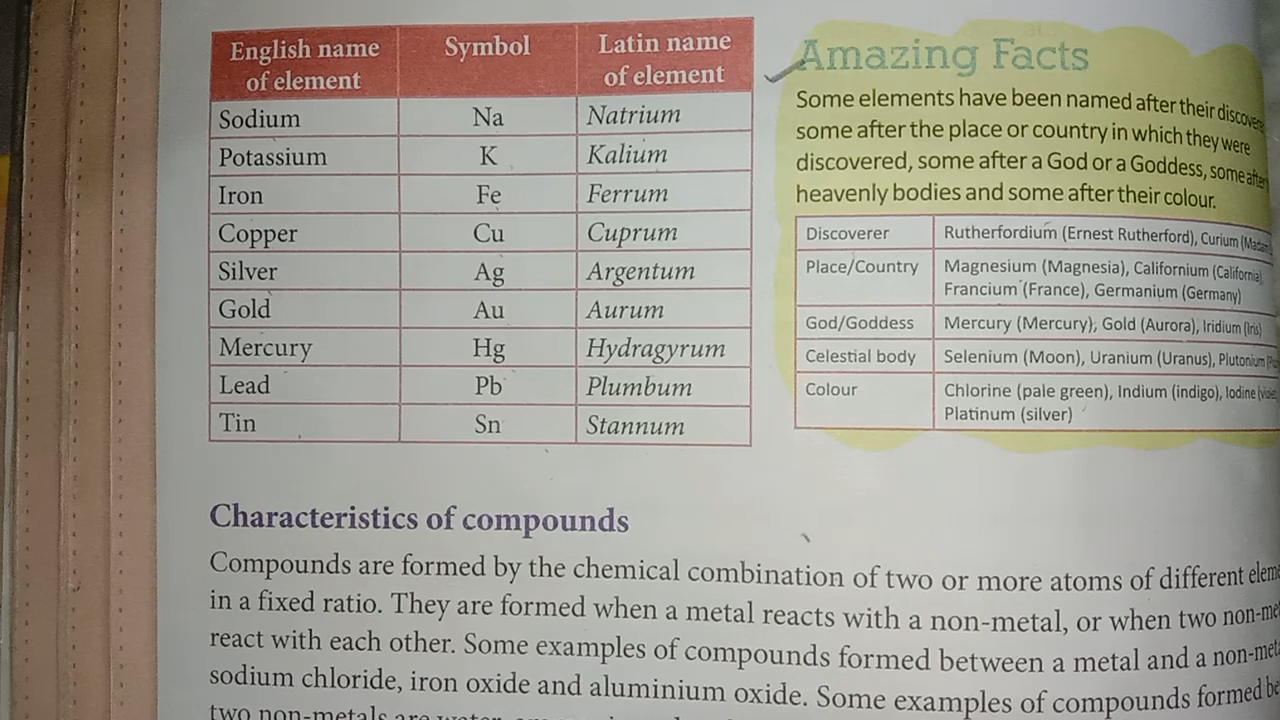 English name
of element
Symbol
Latin name
of element
Sodium Na Natrium
Potassium K Kalium
Iron Fe Ferrum
Copper Cu Cuprum
Silver Ag Argentum
Gold Au Aurum
Mercury Hg Hydragyrum
Lead Pb Plumbum
Tin Sn Stannum
Amazing Facts
Some elements have been named after their
some after the place or country in which they were
discovered, some after a God or a Goddess, some after
heavenly bodies and some after their colour.
Discoverer Rutherfordium (Ernest Rutherford), Curium
Place/Country Magnesium (Magnesia), Californium (California),
Francium (France), Germanium (Germany)
God/Goddess Mercury (Mercury), Gold (Aurora), Iridium (Iris)
Celestial body Selenium (Moon), Uranium (Uranus), Plutonium
Colour Chlorine (pale green), Indium (indigo), Iodine
Platinum (silver)
Characteristics of compounds
Compounds are formed by the chemical combination of two or more atoms of different
in a fixed ratio. They are formed when a metal reacts with a non-metal, or when two
react with each other. Some examples of compounds formed between a metal and a
sodium chloride, iron oxide and aluminium oxide. Some examples of compounds formed
two non-metals are water,